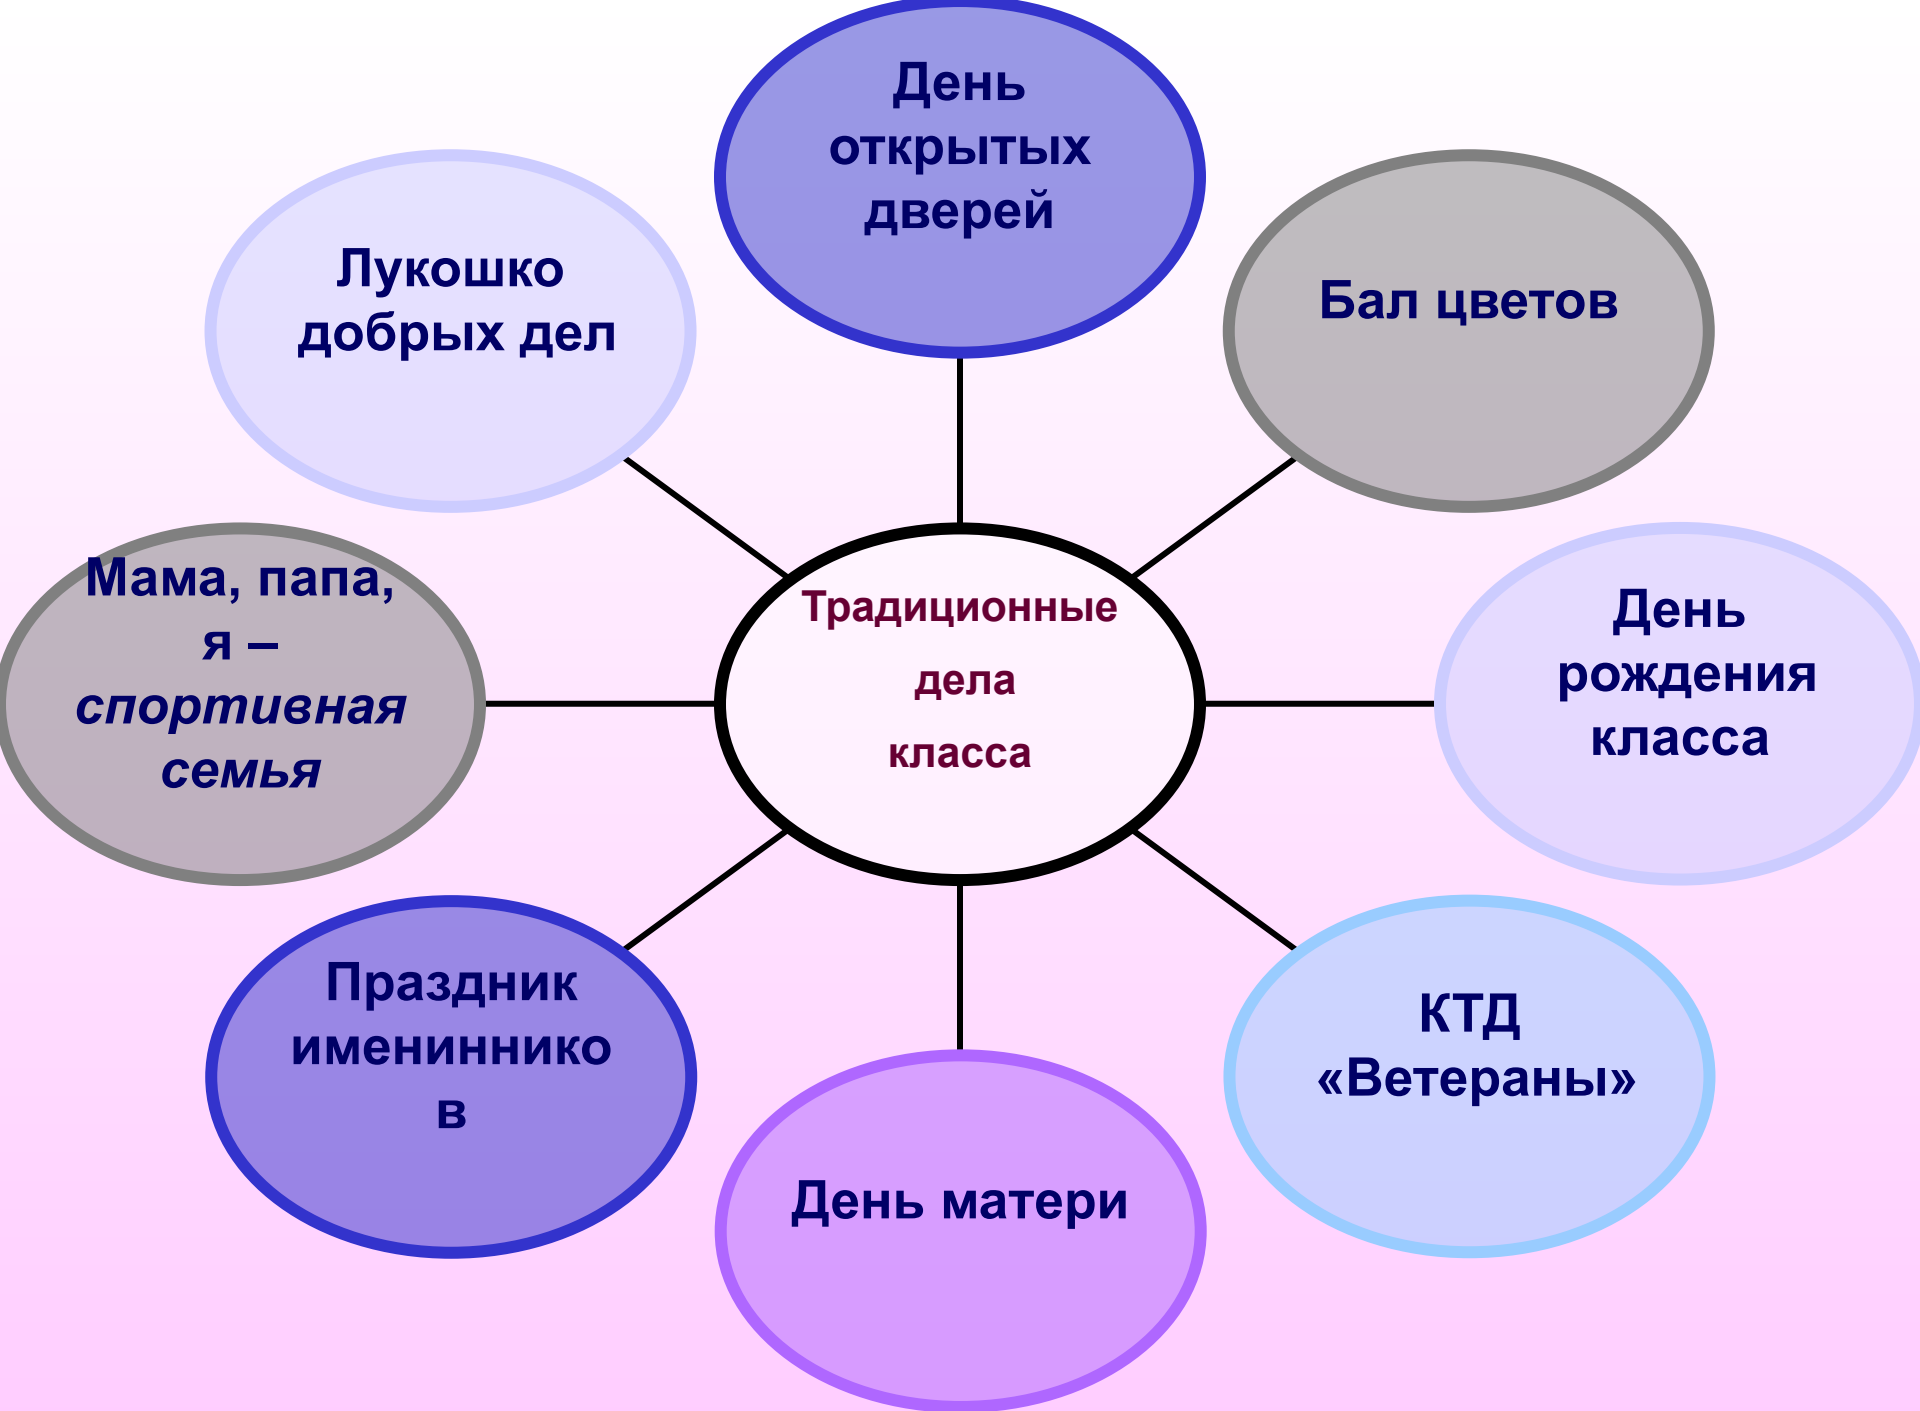 День
открытых
дверей
Лукошко
добрых дел
Бал цветов
Мама, папа,
я –
спортивная
семья
Традиционные
дела
класса
День
рождения
класса
Праздник
именинников
КТД
«Ветераны»
День матери